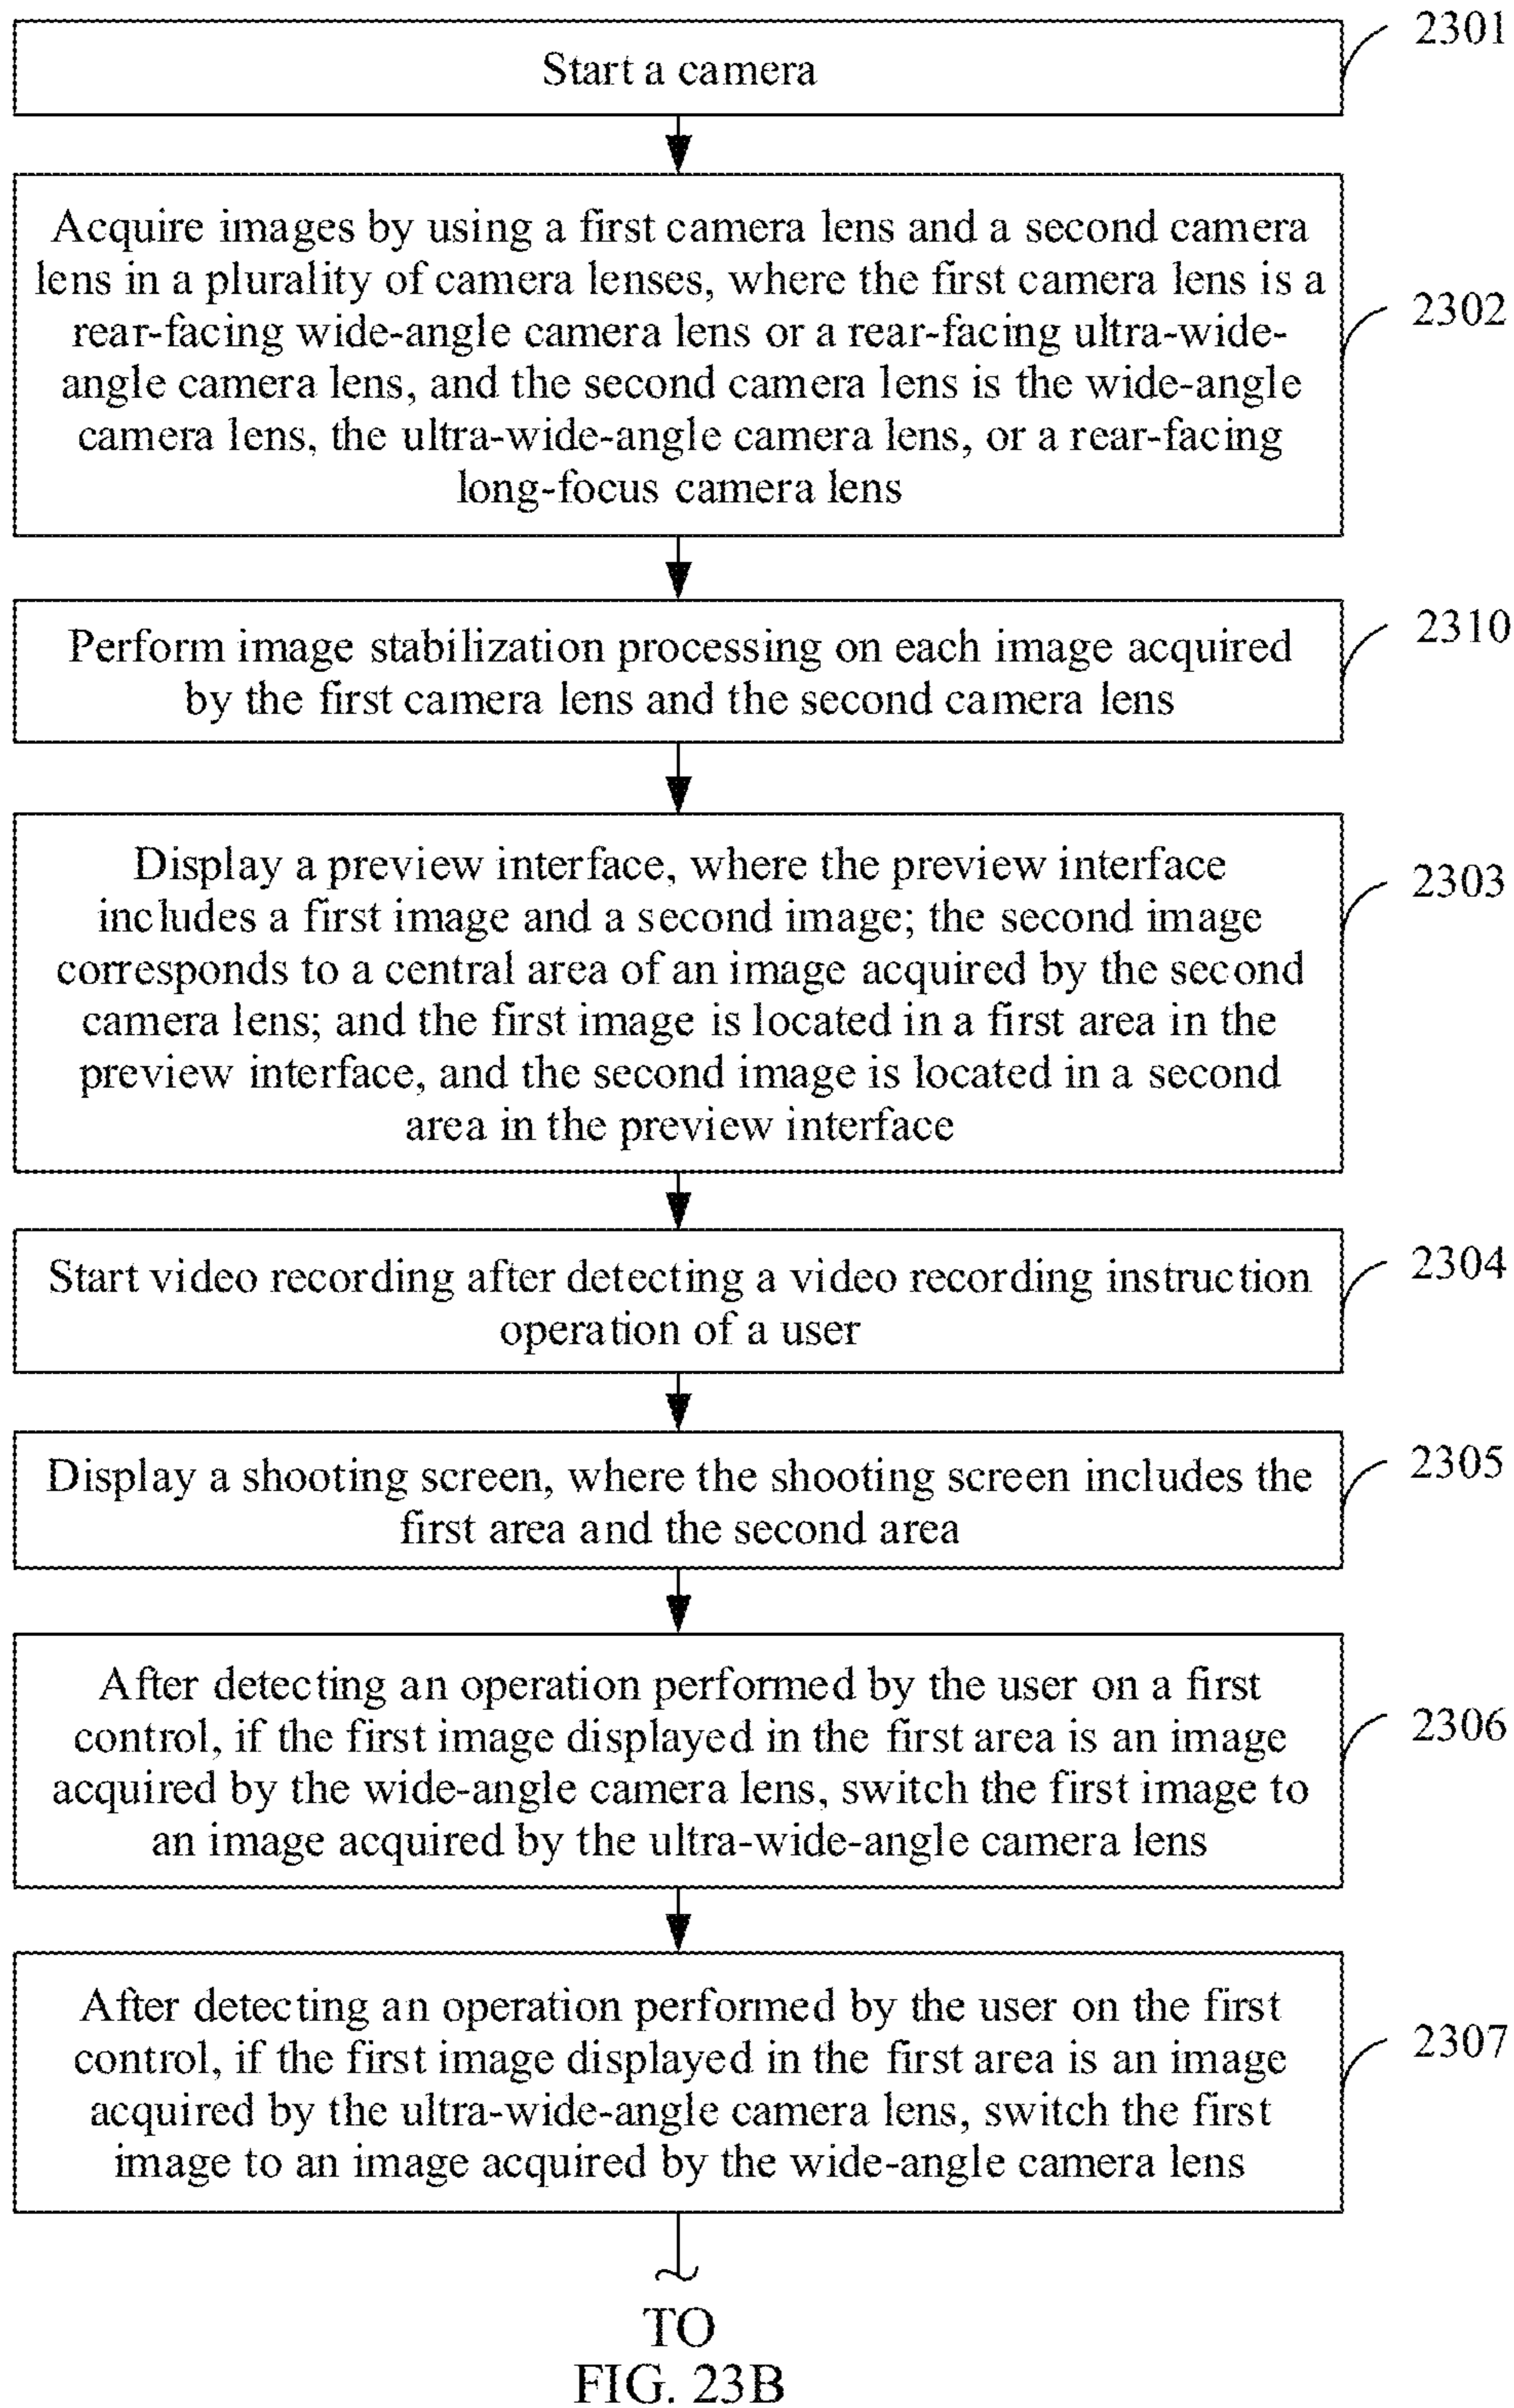 2301
Start a camera
Acquire images by using a first camera lens and a second camera
lens in a plurality of camera lenses, where the first camera lens is a
rear-facing wide-angle camera lens or a rear-facing ultra-wide-
angle camera lens, and the second camera lens is the wide-angle
camera lens, the ultra-wide-angle camera lens, or a rear-facing
long-focus camera lens
2302
Perform image stabilization processing on each image acquired
by the first camera lens and the second camera lens
2310
Display a preview interface, where the preview interface
includes a first image and a second image; the second image
corresponds to a central area of an image acquired by the second
camera lens; and the first image is located in a first area in the
preview interface, and the second image is located in a second
area in the preview interface
2303
Start video recording after detecting a video recording instruction
operation of a user
2304
Display a shooting screen, where the shooting screen includes the
first area and the second area
2305
After detecting an operation performed by the user on a first
control, if the first image displayed in the first area is an image
acquired by the wide-angle camera lens, switch the first image to
an image acquired by the ultra-wide-angle camera lens
2306
After detecting an operation performed by the user on the first
control, if the first image displayed in the first area is an image
acquired by the ultra-wide-angle camera lens, switch the first
image to an image acquired by the wide-angle camera lens
2307
TO
FIG. 23B